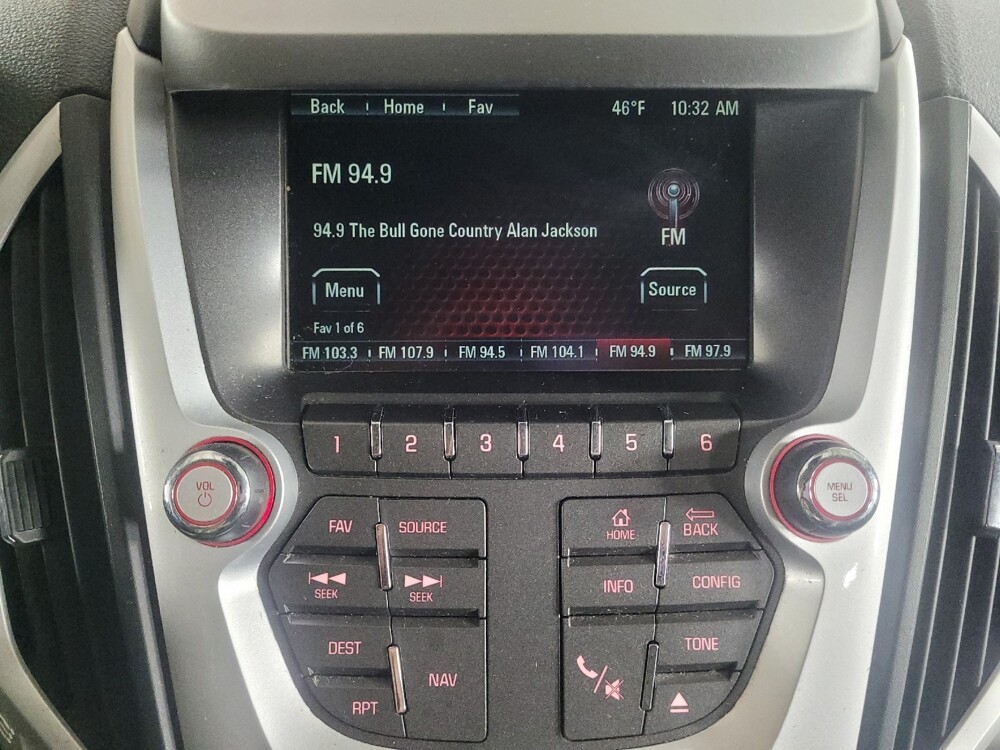 Back Home Fav 46°F 10:32 AM
FM 94.9
94.9 The Bull Gone Country Alan Jackson
FM
Menu
Source
Fav 1 of 6
FM 103.3 FM 107.9 FM 94.5 FM 104.1 FM 94.9 FM 97.9
1 2 3 4 5 6
VOL
MENU
SEL
FAV SOURCE
HOME
BACK
SEEK
SEEK
INFO CONFIG
DEST
NAV
RPT
TONE